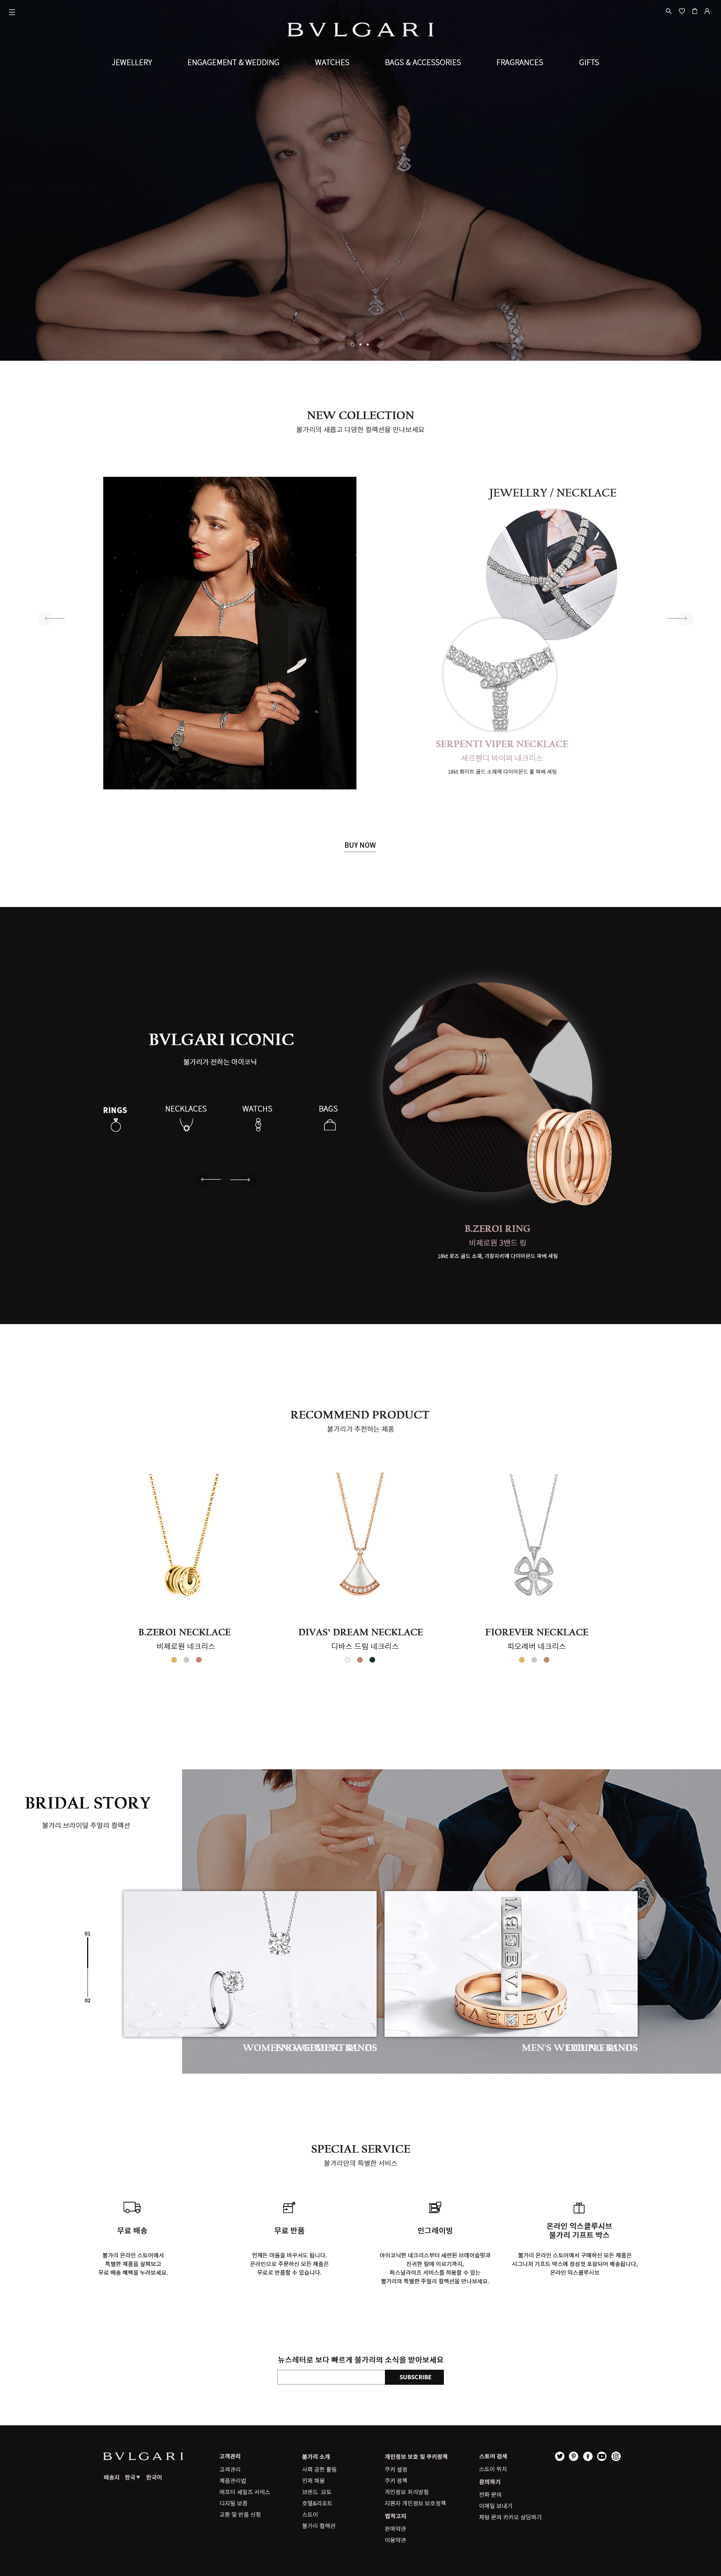 BVLGARI
JEWELLERY
ENGAGEMENT & WEDDING
WATCHES
BAGS & ACCESSORIES
FRAGRANCES
GIFTS
NEW COLLECTION
불가리의 새롭고 다양한 컬렉션을 만나보세요
JEWELLRY / NECKLACE
SERPENTI VIPER NECKLACE
세르펜디 바이퍼 네크리스
18kt 화이트 골드 소재에 다이아몬드 풀 파베 세팅
BUY NOW
BVLGARI ICONIC
불가리가 전하는 아이코닉
RINGS
NECKLACES
WATCHS
BAGS
B.ZERO1 RING
비제로원 3밴드 링
18kt 로즈 골드 소재, 가장자리에 다이아몬드 파베 세팅
RECOMMEND PRODUCT
불가리가 추천하는 제품
B.ZERO1 NECKLACE
비제로원 네크리스
DIVAS' DREAM NECKLACE
디바스 드림 네크리스
FIOREVER NECKLACE
피오레버 네크리스
BRIDAL STORY
불가리 브라이덜 주얼리 컬렉션
01
02
WOMEN'S
RINGS
MEN'S WEDDING BANDS
SPECIAL SERVICE
불가리만의 특별한 서비스
무료 배송
불가리 온라인 스토어에서
특별한 제품을 살펴보고
무료 배송 혜택을 누려보세요.
무료 반품
언제든 마음을 바꾸셔도 됩니다.
온라인으로 주문하신 모든 제품은
무료로 반품할 수 있습니다.
인그레이빙
아이코닉한 네크리스부터 세련된 브레이슬릿과
진귀한 링에 이르기까지,
퍼스널라이즈 서비스를 적용할 수 있는
불가리의 특별한 주얼리 컬렉션을 만나보세요.
온라인 익스클루시브
불가리 기프트 박스
불가리 온라인 스토어에서 구매하신 모든 제품은
시그니처 기프트 박스에 정성껏 포장되어 배송됩니다.
온라인 익스클루시브
뉴스레터로 보다 빠르게 불가리의 소식을 받아보세요
SUBSCRIBE
BVLGARI
배송지 한국▼ 한국어
고객관리
고객관리
제품관리법
애프터 세일즈 서비스
디지털 보증
교환 및 반품 신청
불가리 소개
사회 공헌 활동
인재 채용
브랜드 모토
호텔&리조트
스토어
불가리 컬렉션
개인정보 보호 및 쿠키정책
쿠키 설정
쿠키 정책
개인정보 처리방침
지원자 개인정보 보호정책
법적고지
판매약관
이용약관
스토어 검색
스토어 위치
문의하기
전화 문의
이메일 보내기
채팅 문의 카카오 상담하기